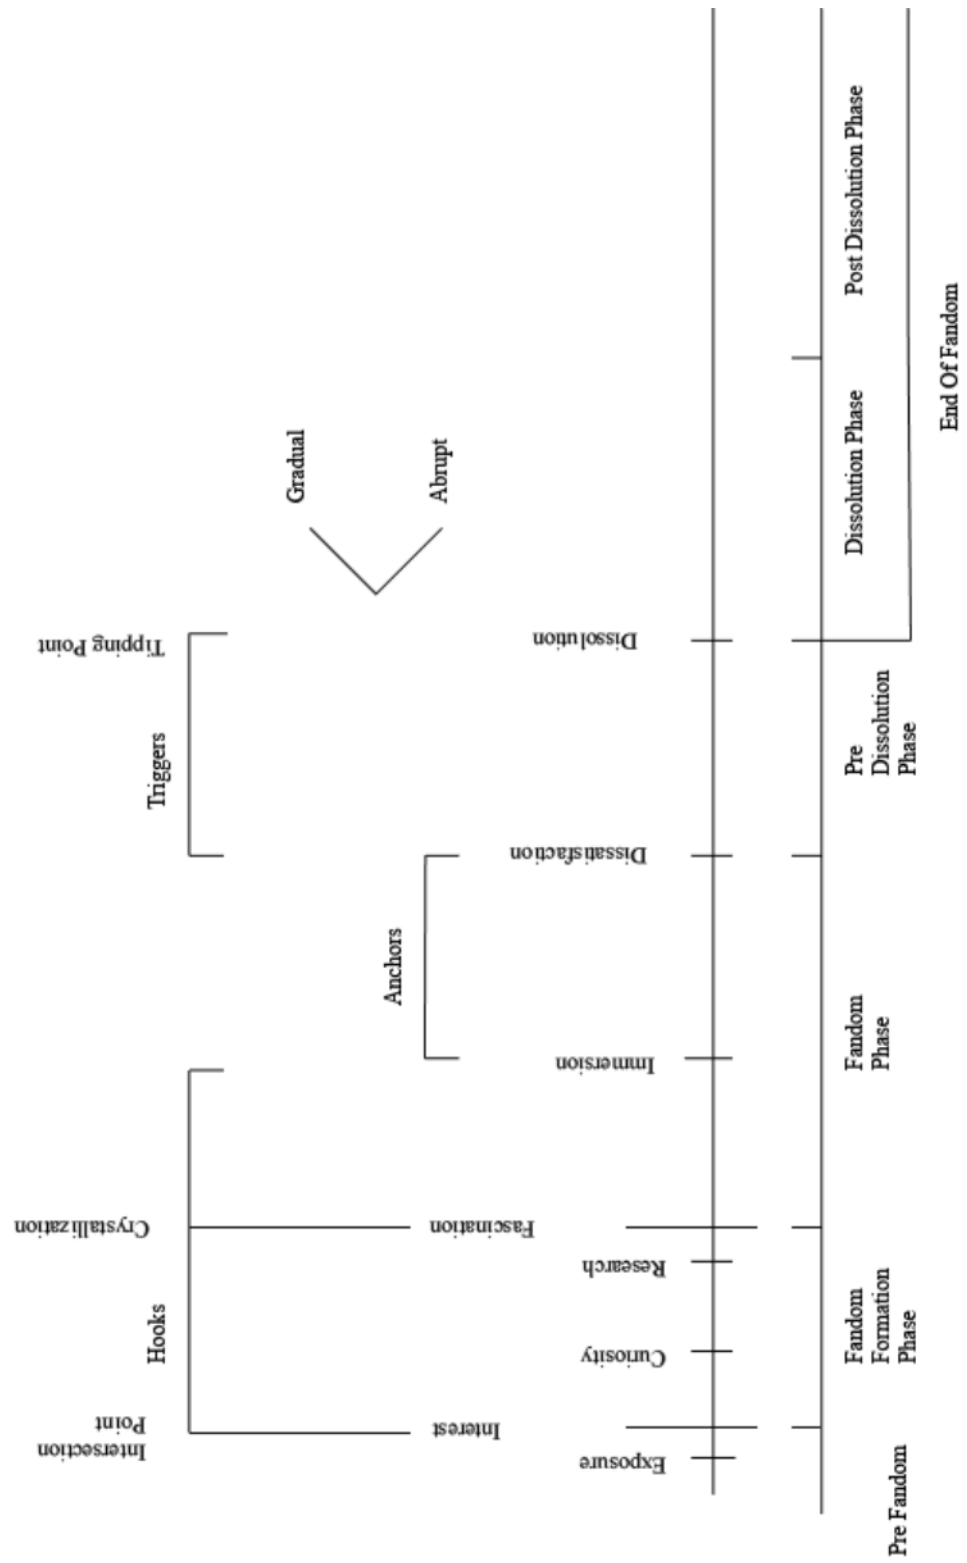 Intersection
Point
Hooks
Crystallization
Triggers
Tipping Point
Anchors
Gradual
Abrupt
Exposure
Interest
Curiosity
Research
Fascination
Immersion
Dissatisfaction
Dissolution
Pre Fandom
Fandom
Formation
Phase
Fandom
Phase
Pre
Dissolution
Phase
Dissolution Phase
Post Dissolution Phase
End Of Fandom